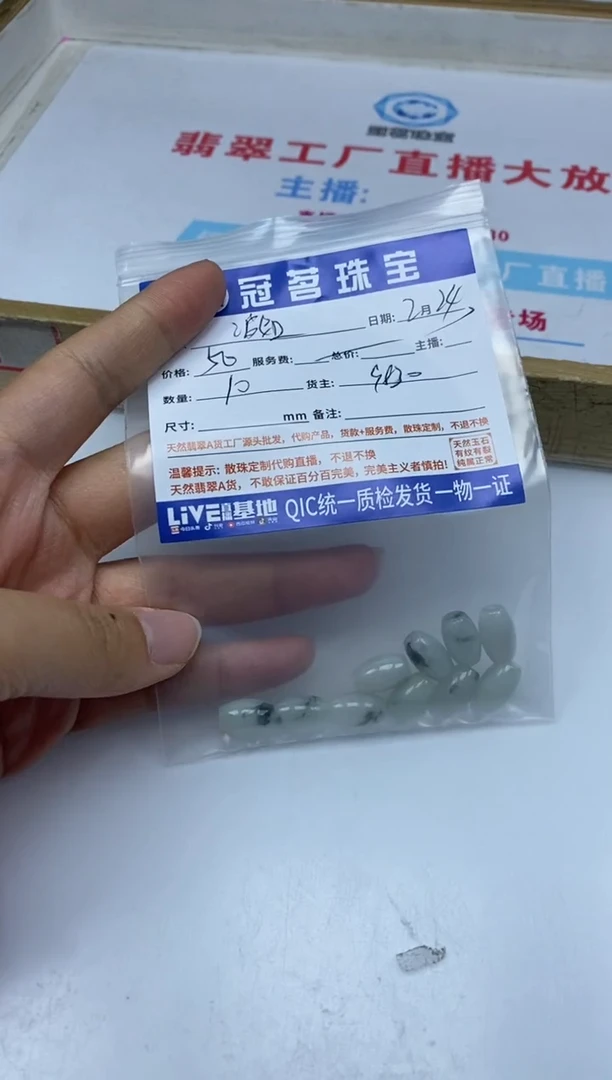 翡翠工厂直播大放
主播:
冠茗珠宝
日期: 2月24
价格: 50 服务费: 总价: 主播:
数量: 10 货主:
尺寸: mm 备注:
天然翡翠A货工厂源头批发，代购产品，货款+服务费，散珠定制，不退不换
温馨提示: 散珠定制代购直播，不退不换
天然翡翠A货，不敢保证百分百完美，完美主义者慎拍!
天然玉石
有纹有裂
纯属正常
LiVE直播基地 QIC统一质检发货一物一证
厂直播
场